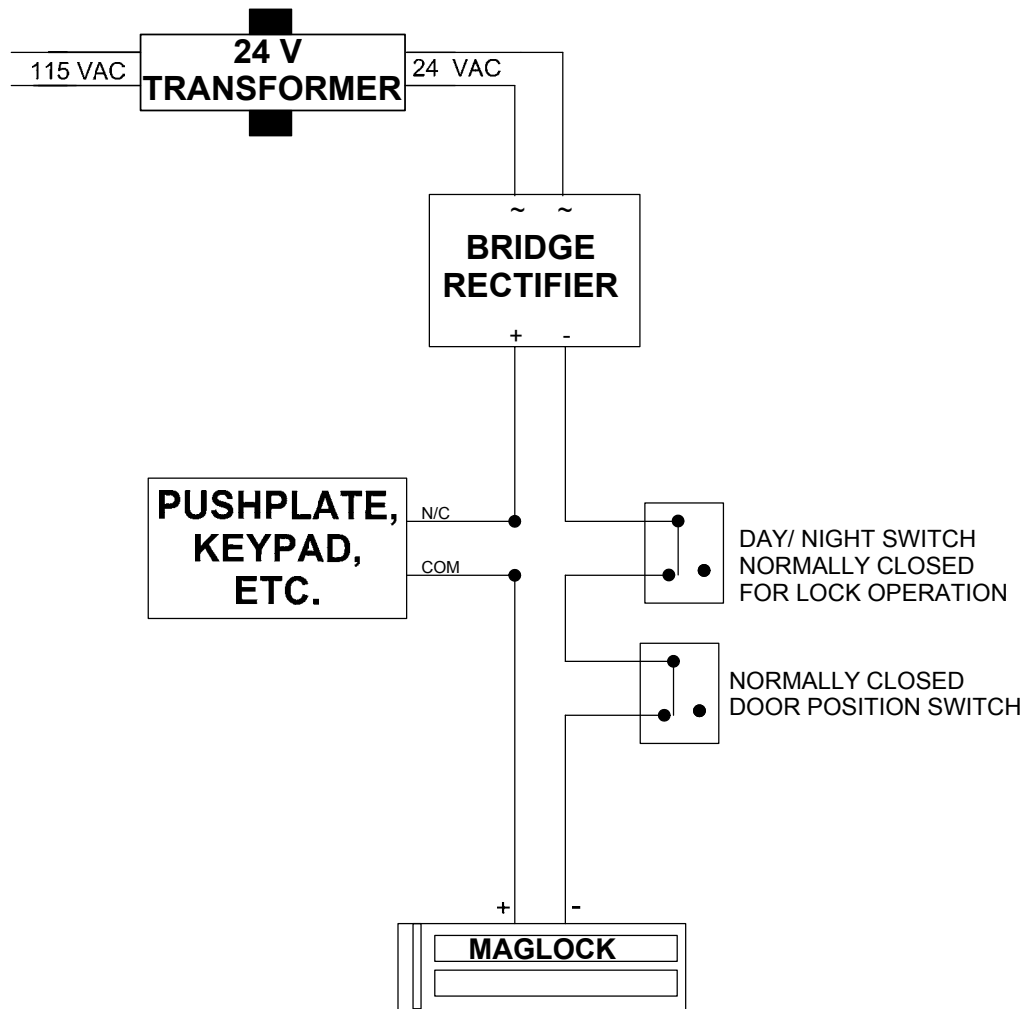 24 V
TRANSFORMER
115 VAC
24 VAC
~ ~
BRIDGE
RECTIFIER
+ -
PUSHPLATE,
KEYPAD,
ETC.
N/C
COM
DAY/ NIGHT SWITCH
NORMALLY CLOSED
FOR LOCK OPERATION
NORMALLY CLOSED
DOOR POSITION SWITCH
+ -
MAGLOCK